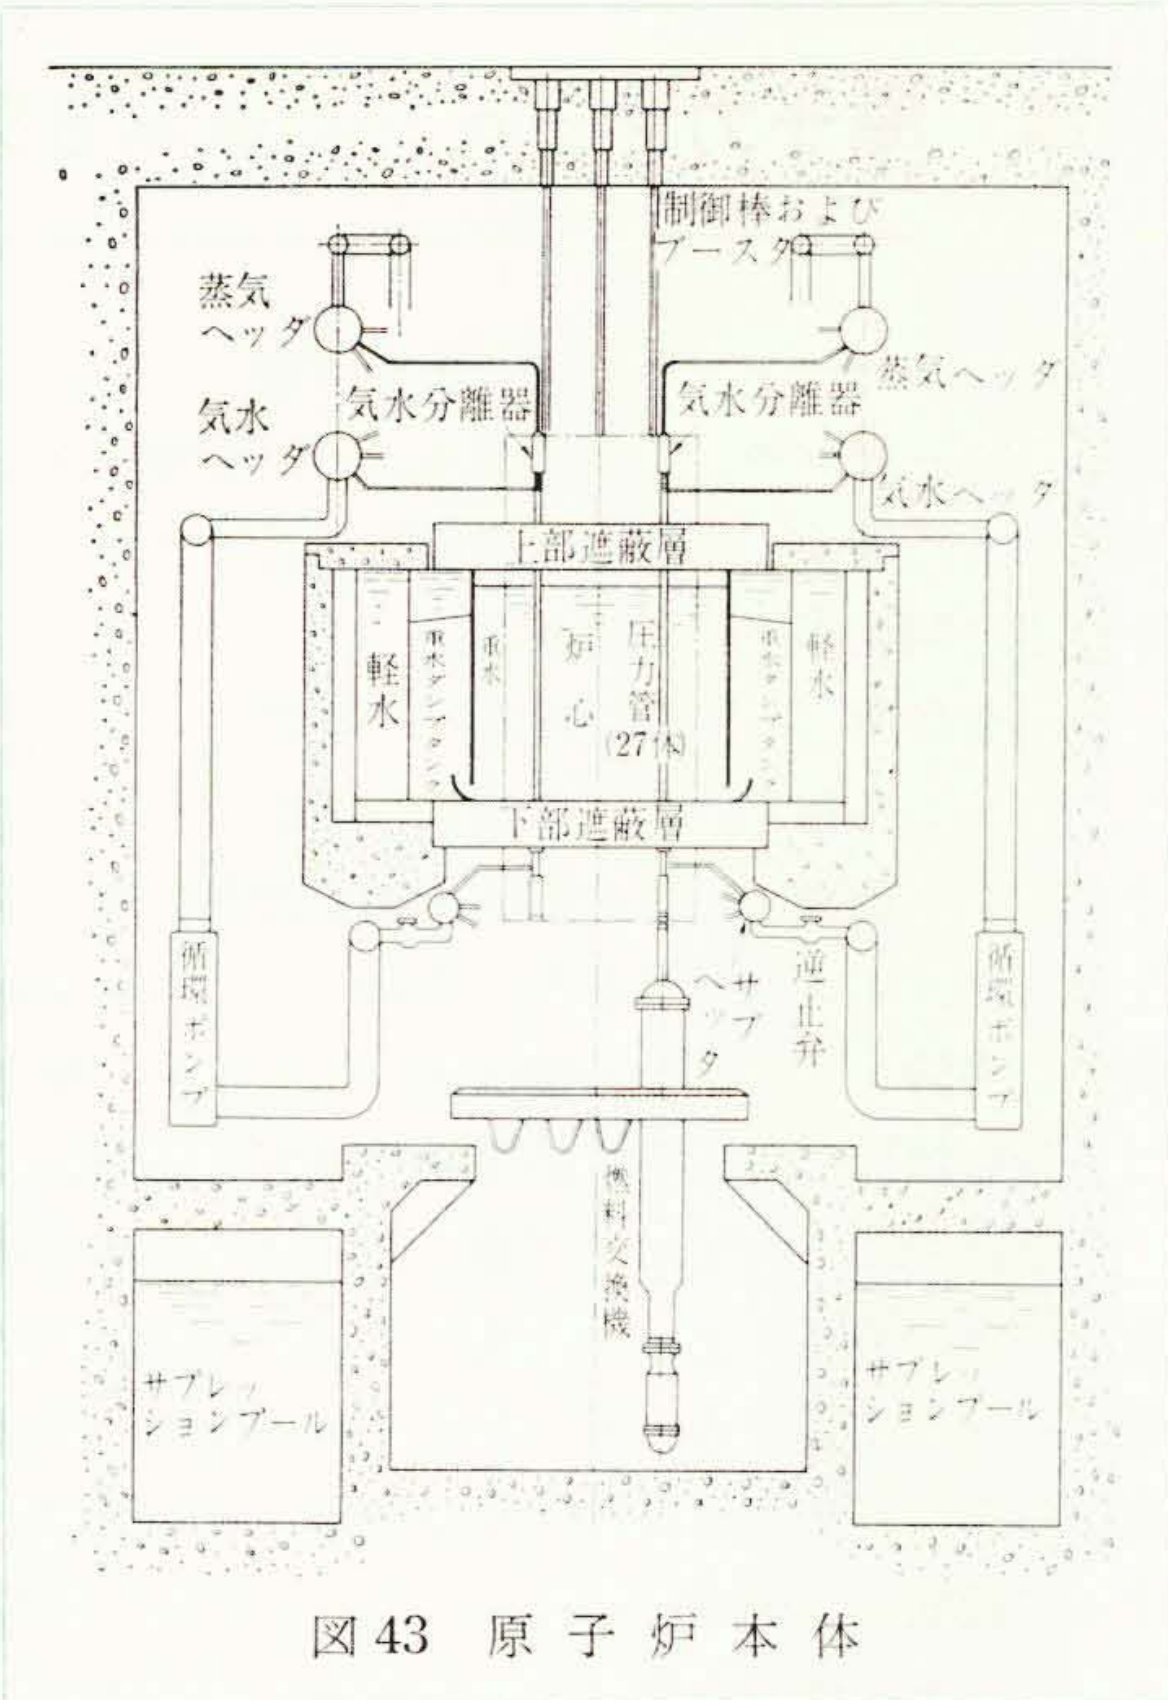 制御棒および
ブースタ
蒸気
ヘッダ
蒸気ヘッダ
気水分離器
気水分離器
気水
ヘッダ
気水ヘッダ
上部遮蔽層
軽水
重水ダンプタンク
重水
炉心
圧力管
(27体)
重水ダンプタンク
軽水
下部遮蔽層
循環ポンプ
サブ
ヘッダ
逆止弁
循環ポンプ
燃料交換機
サプレッ
ションプール
サプレッ
ションプール
図43 原子炉本体